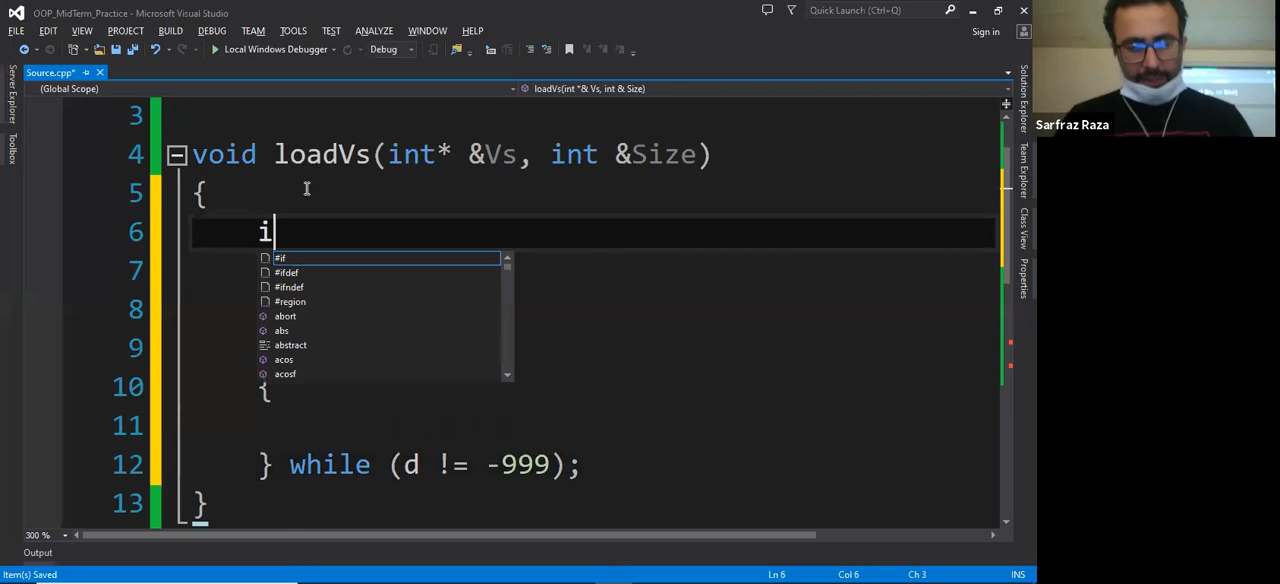 OOP_MidTerm_Practice - Microsoft Visual Studio
Quick Launch (Ctrl+Q)
FILE EDIT VIEW PROJECT BUILD DEBUG TEAM TOOLS TEST ANALYZE WINDOW HELP
Sign in
Local Windows Debugger
Debug
Source.cpp*
(Global Scope)
loadVs(int *& Vs, int & Size)
Server Explorer
Toolbox
Solution Explorer
Team Explorer
Class View
Properties
Sarfraz Raza
3
4 void loadVs(int* &Vs, int &Size)
5 {
6 i
7 #if
#ifdef
#ifndef
8 #region
abort
abs
9 abstract
acos
acosf
10 {
11
12 } while (d != -999);
13 }
300 %
Output
Item(s) Saved
Ln 6
Col 6
Ch 3
INS